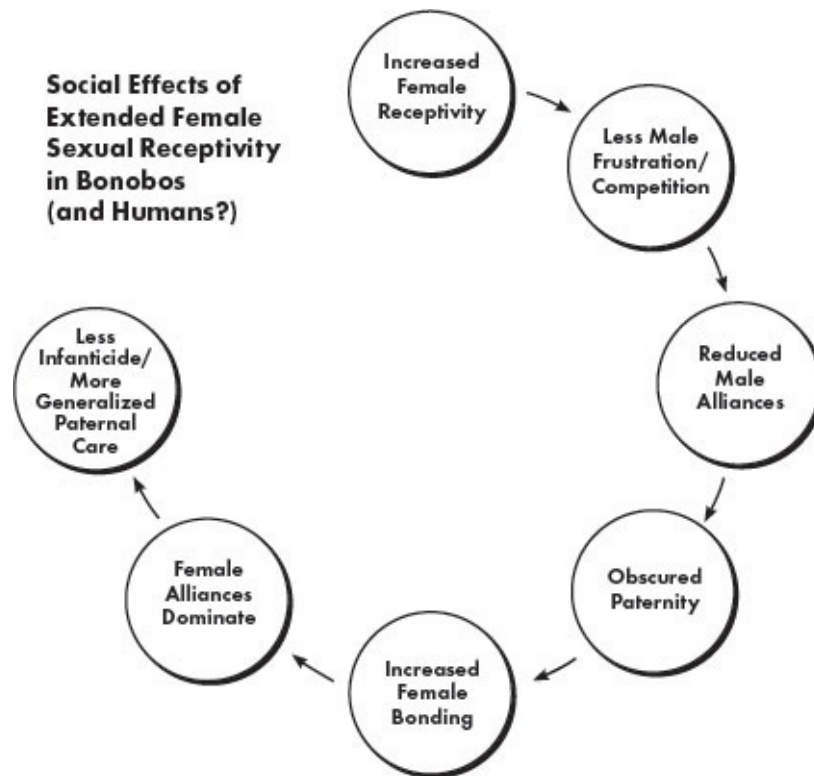 Social Effects of
Extended Female
Sexual Receptivity
in Bonobos
(and Humans?)
Increased
Female
Receptivity
Less Male
Frustration/
Competition
Reduced
Male
Alliances
Obscured
Paternity
Increased
Female
Bonding
Female
Alliances
Dominate
Less
Infanticide/
More
Generalized
Paternal
Care